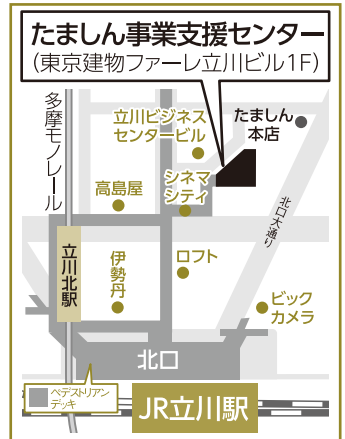 たましん事業支援センター
（東京建物ファーレ立川ビル1F）
多摩モノレール
立川ビジネス
センタービル
たましん
本店
シネマ
シティ
高島屋
北口大通り
立川北駅
伊勢丹
ロフト
ビック
カメラ
北口
ペデストリアン
デッキ
JR立川駅